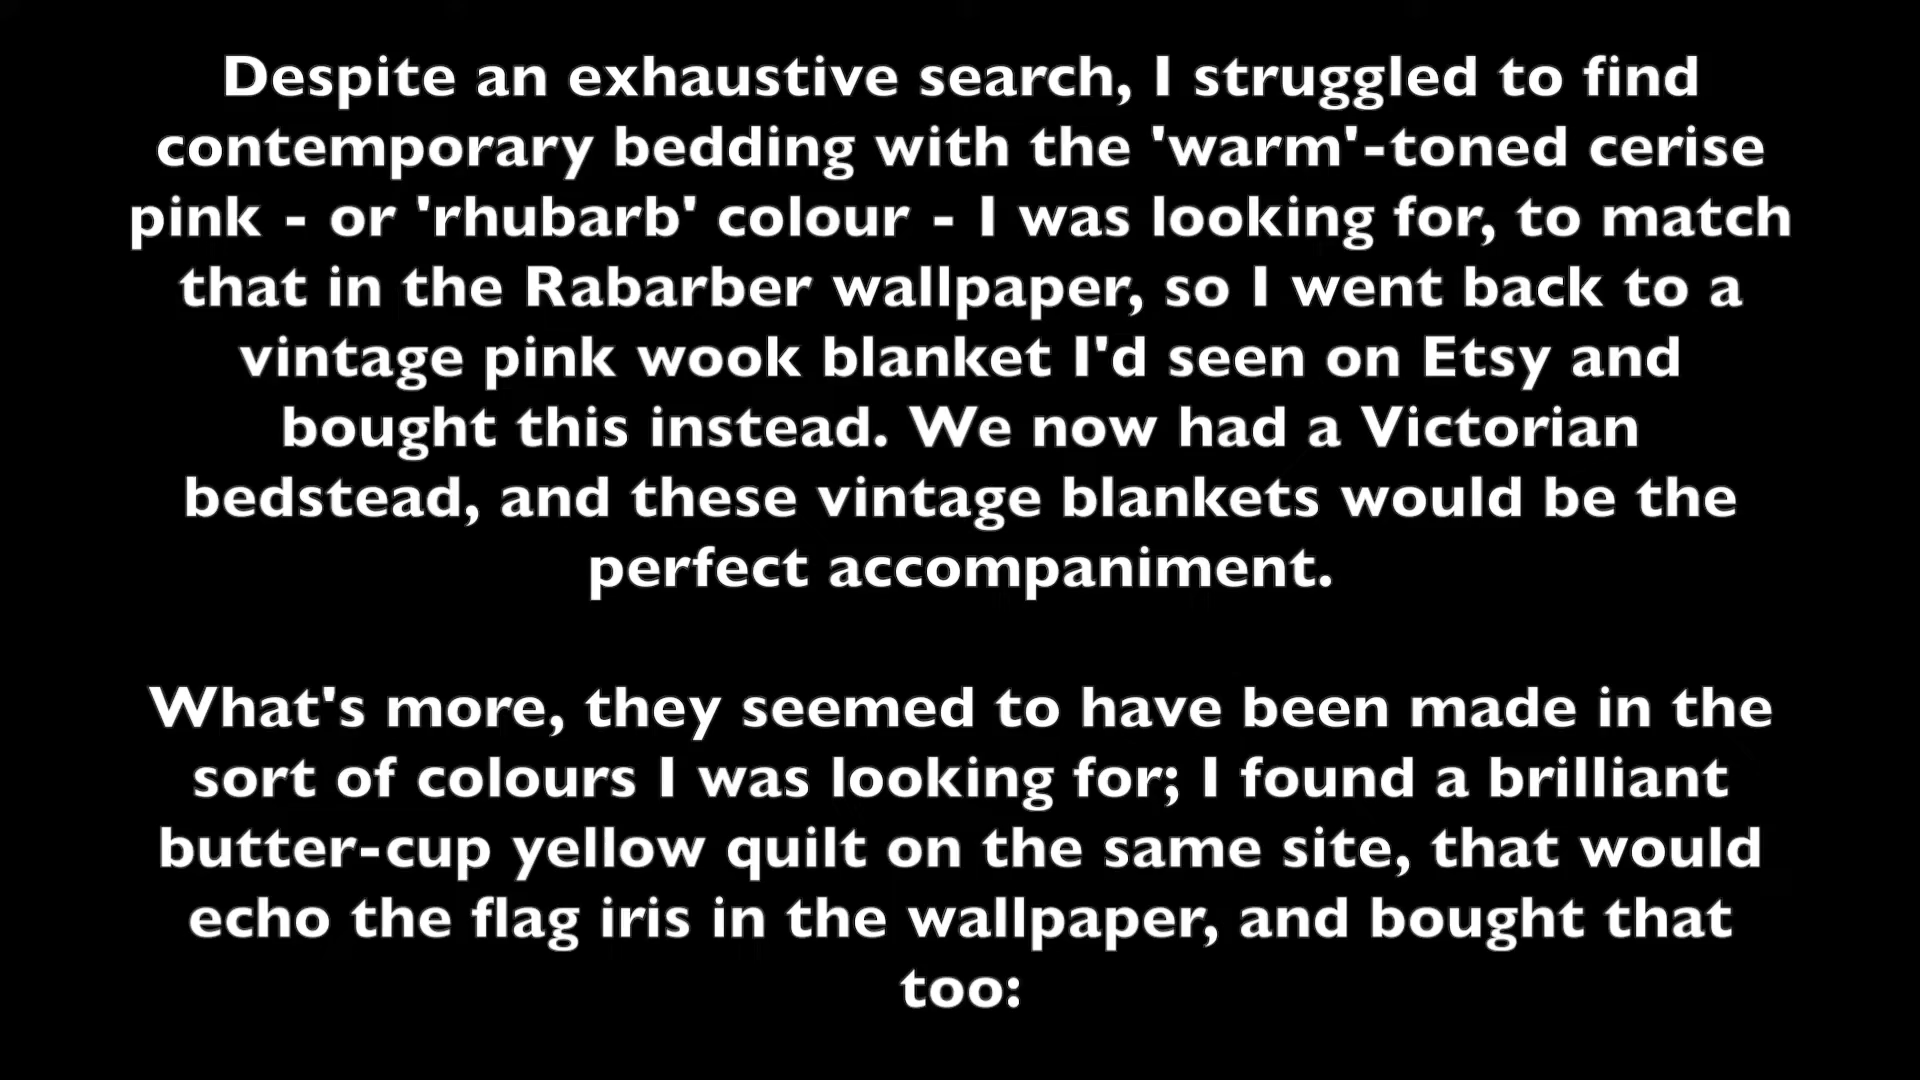 Despite an exhaustive search, I struggled to find
contemporary bedding with the 'warm'-toned cerise
pink - or 'rhubarb' colour - I was looking for, to match
that in the Rabarber wallpaper, so I went back to a
vintage pink wook blanket I'd seen on Etsy and
bought this instead. We now had a Victorian
bedstead, and these vintage blankets would be the
perfect accompaniment.
What's more, they seemed to have been made in the
sort of colours I was looking for; I found a brilliant
butter-cup yellow quilt on the same site, that would
echo the flag iris in the wallpaper, and bought that
too: